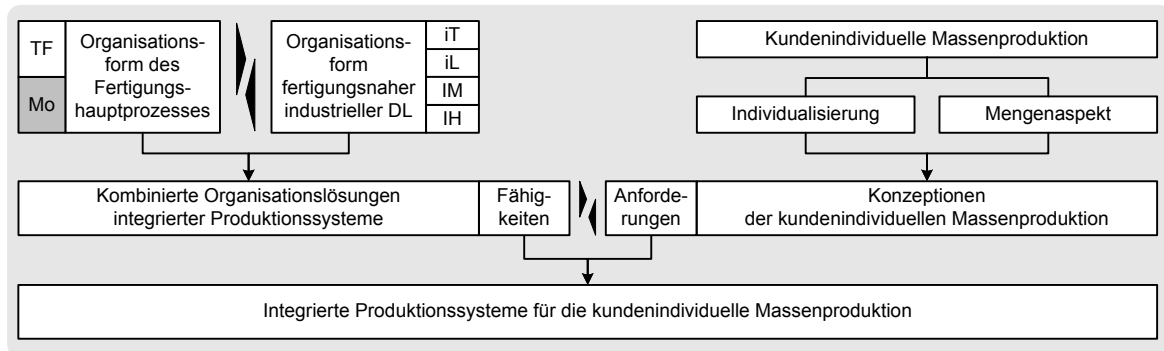 TF
Mo
Organisations-
form des
Fertigungs-
hauptprozesses
Organisations-
form
fertigungsnaher
industrieller DL
iT
iL
IM
IH
Kundenindividuelle Massenproduktion
Individualisierung
Mengenaspekt
Kombinierte Organisationslösungen
integrierter Produktionssysteme
Fähig-
keiten
Anforde-
rungen
Konzeptionen
der kundenindividuellen Massenproduktion
Integrierte Produktionssysteme für die kundenindividuelle Massenproduktion